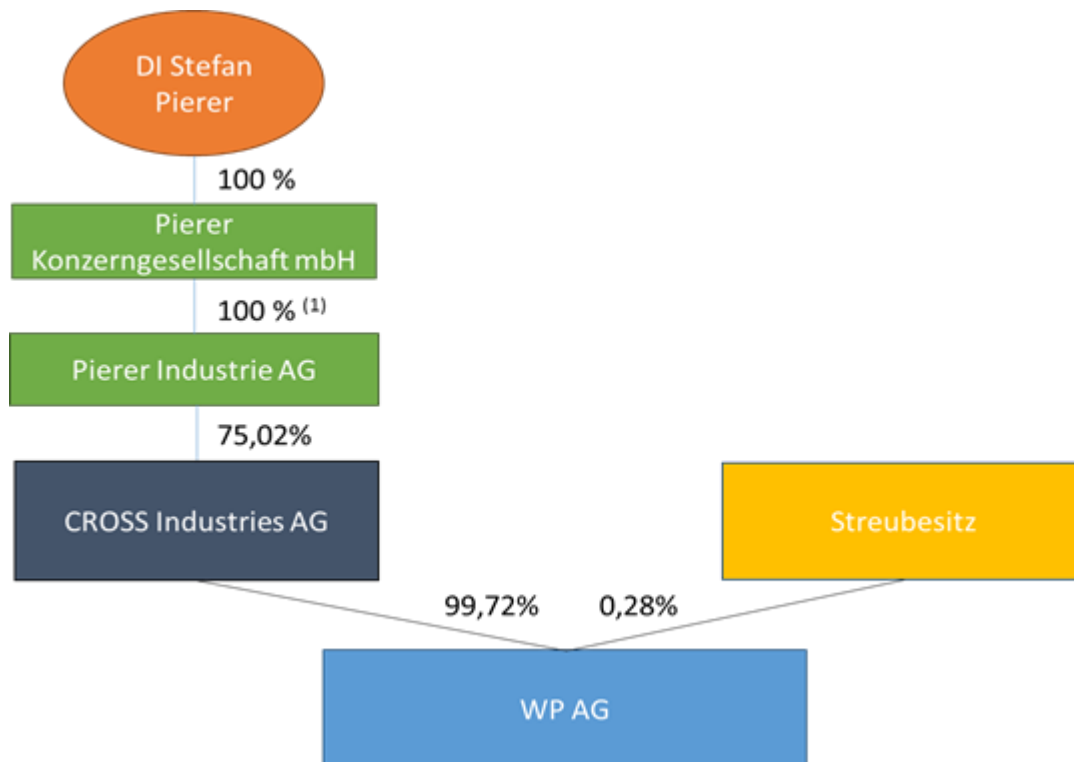 DI Stefan
Pierer
100 %
Pierer
Konzerngesellschaft mbH
100 % (1)
Pierer Industrie AG
75,02%
CROSS Industries AG
Streubesitz
99,72%
0,28%
WP AG